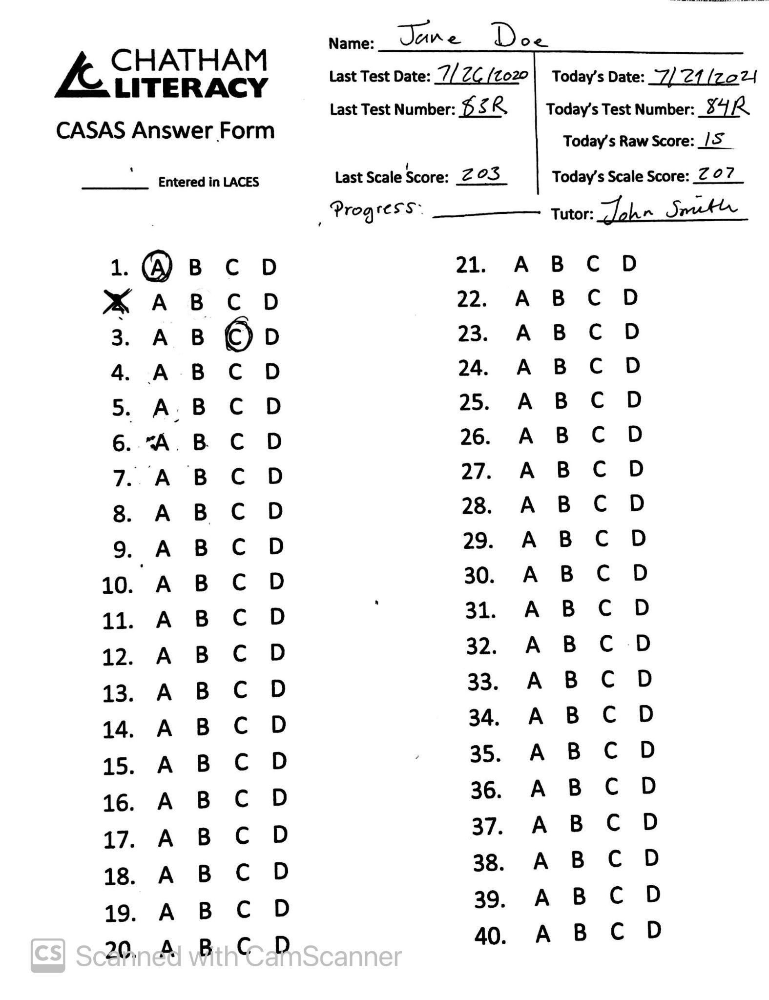 CHATHAM
LITERACY
CASAS Answer Form
Entered in LACES
Name: Jane Doe
Last Test Date: 7/26/2020
Today's Date: 7/21/2021
Last Test Number: 83R
Today's Test Number: 84R
Today's Raw Score: 15
Last Scale Score: 203
Today's Scale Score: 207
Progress:
Tutor: John Smith
1. A B C D
A B C D
3. A B C D
4. A B C D
5. A B C D
6. A B C D
7. A B C D
8. A B C D
9. A B C D
10. A B C D
11. A B C D
12. A B C D
13. A B C D
14. A B C D
15. A B C D
16. A B C D
17. A B C D
18. A B C D
19. A B C D
20. A B C D
21. A B C D
22. A B C D
23. A B C D
24. A B C D
25. A B C D
26. A B C D
27. A B C D
28. A B C D
29. A B C D
30. A B C D
31. A B C D
32. A B C D
33. A B C D
34. A B C D
35. A B C D
36. A B C D
37. A B C D
38. A B C D
39. A B C D
40. A B C D
CS Scanned with CamScanner